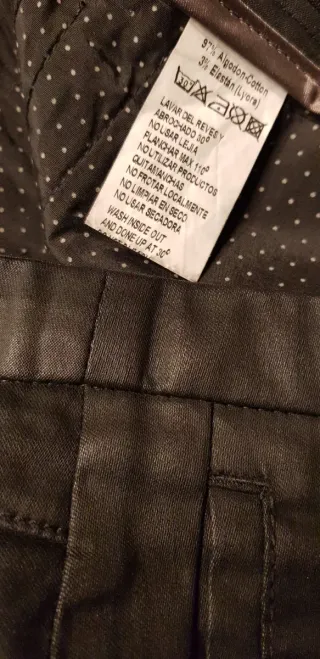 97% Algodon-Cotton
3% Elastan (Lycra)
30
LAVAR DEL REVES Y
ABROCHADO 30º
NO USAR LEJIA
PLANCHAR MAX 110º
NO UTILIZAR PRODUCTOS
QUITAMANCHAS
NO FROTAR LOCALMENTE
NO LIMPIAR EN SECO
NO USAR SECADORA
WASH INSIDE OUT
AND DONE UP AT 30º